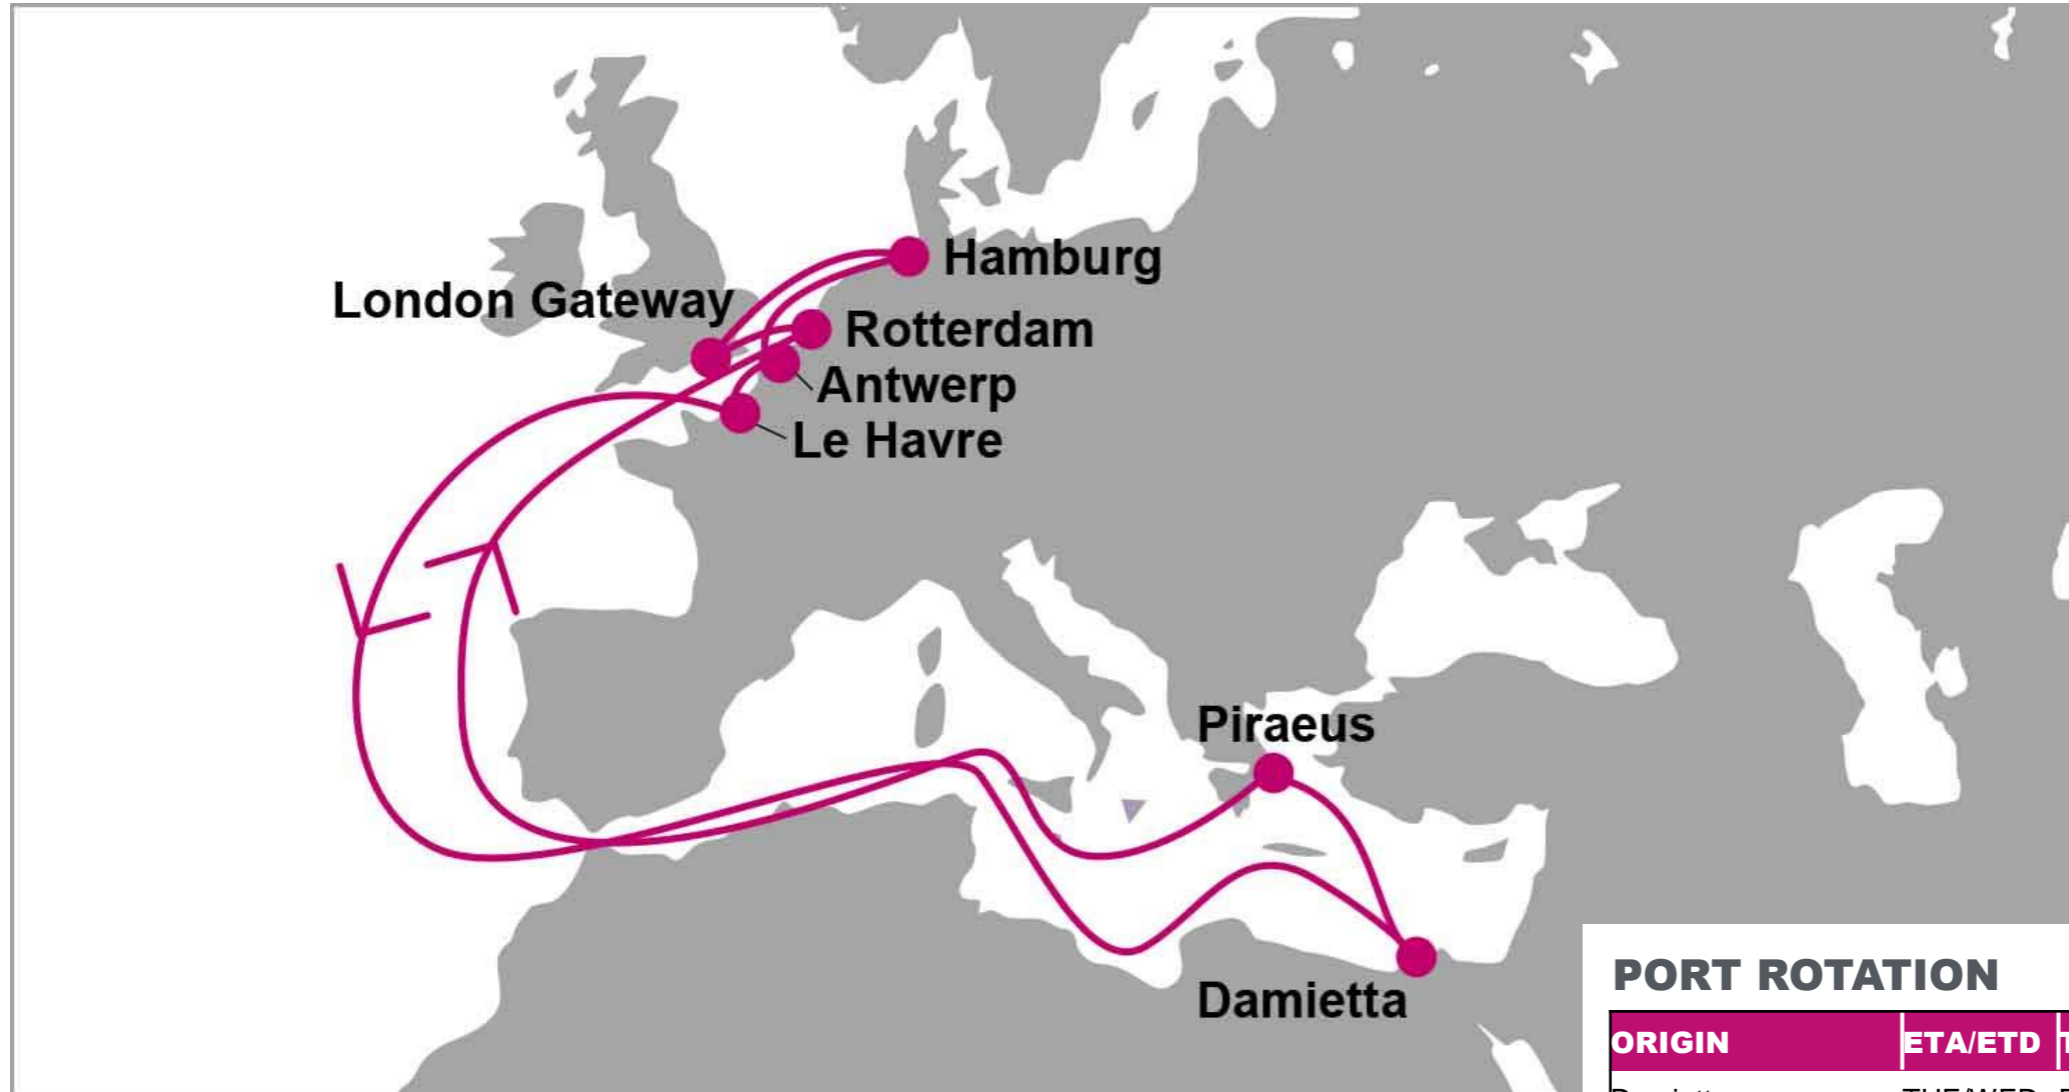 Hamburg
London Gateway
Rotterdam
Antwerp
Le Havre
Piraeus
Damietta
PORT ROTATION
ORIGIN ETA/ETD